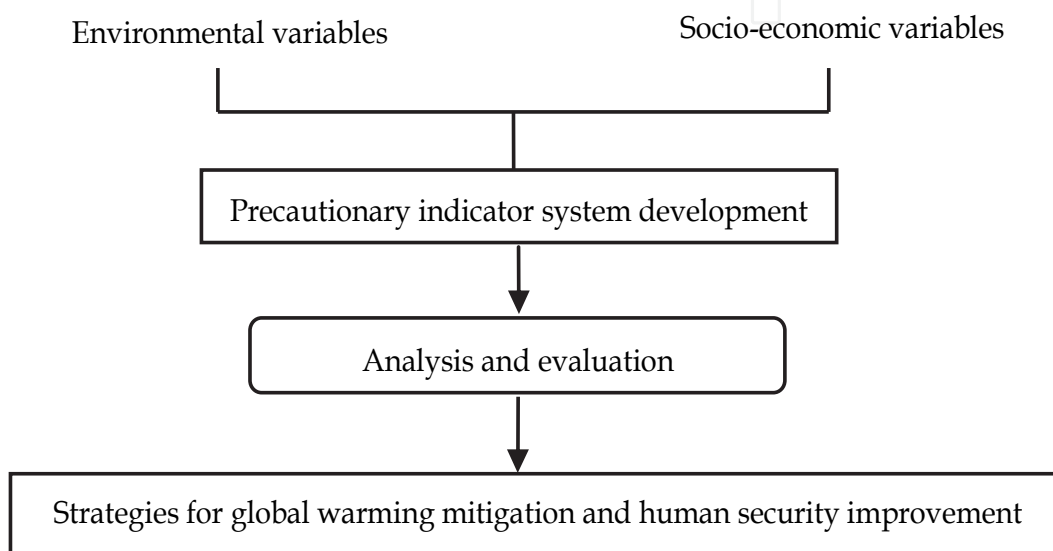 Environmental variables
Socio-economic variables
Precautionary indicator system development
Analysis and evaluation
Strategies for global warming mitigation and human security improvement